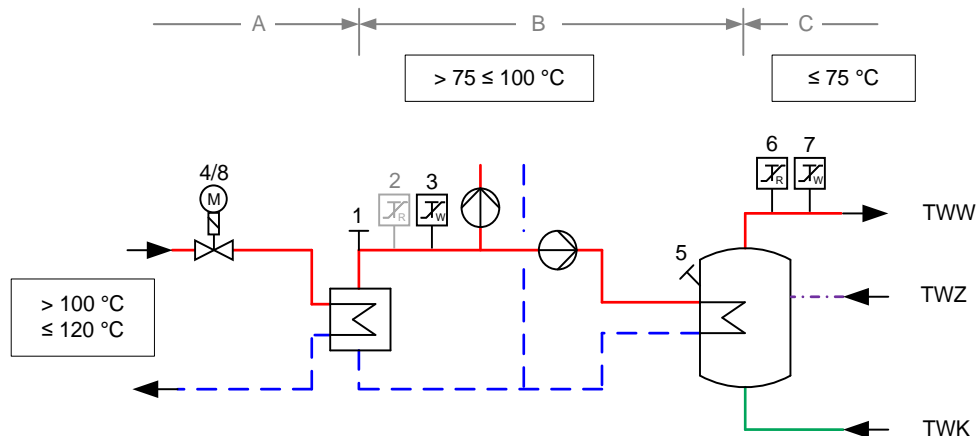 A
B
C
> 75 ≤ 100 °C
≤ 75 °C
4/8
M
1
2
R
3
W
6
R
7
W
TWW
5
> 100 °C
≤ 120 °C
TWZ
TWK